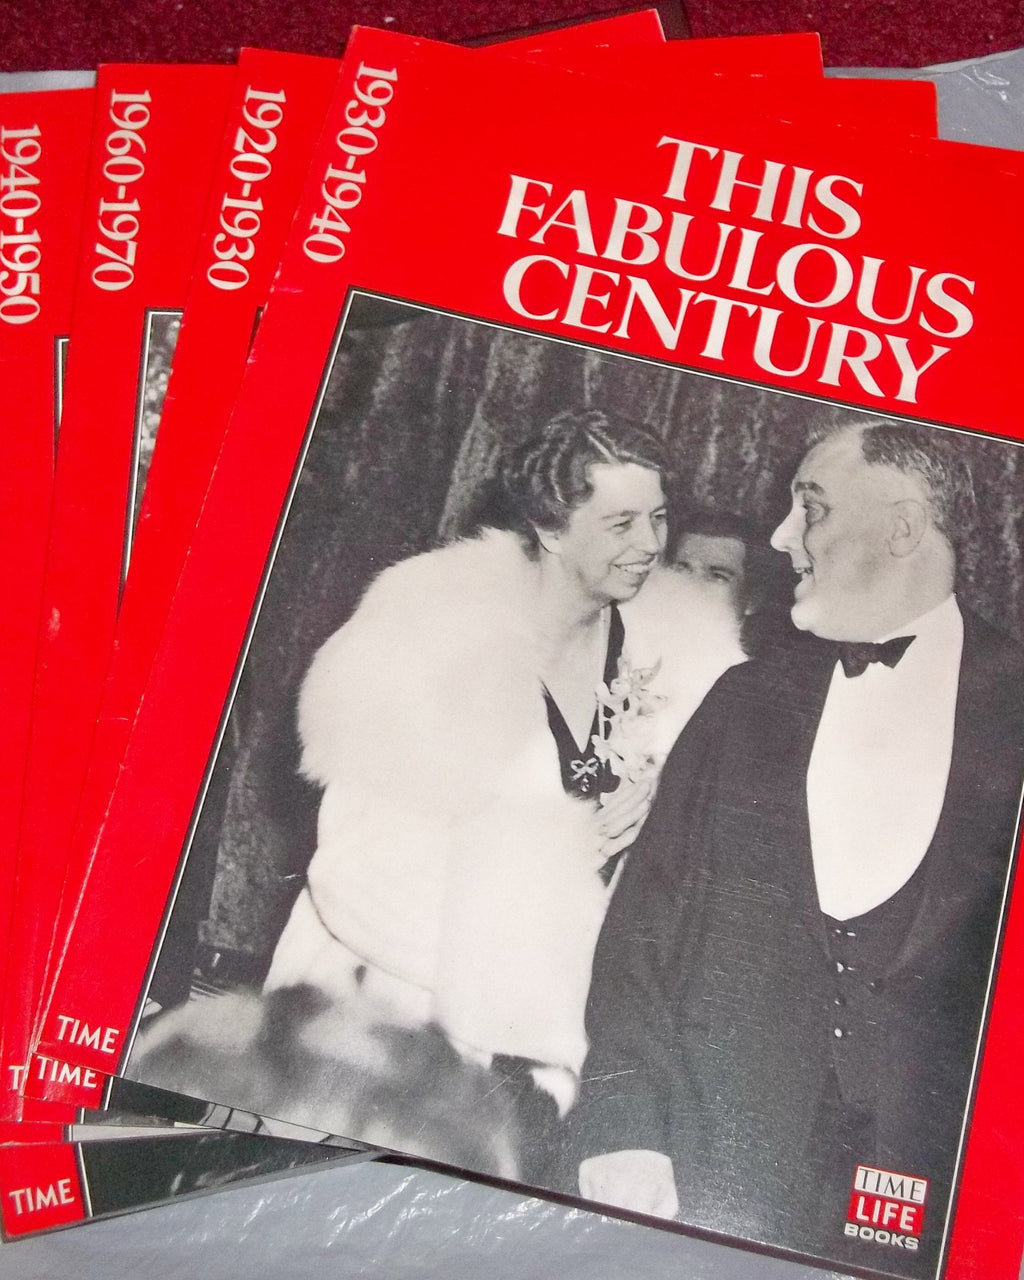 1940-1950
1960-1970
1920-1930
1930-1940
THIS
FABULOUS
CENTURY
TIME
TIME
T
TIME
TIME
LIFE
BOOKS